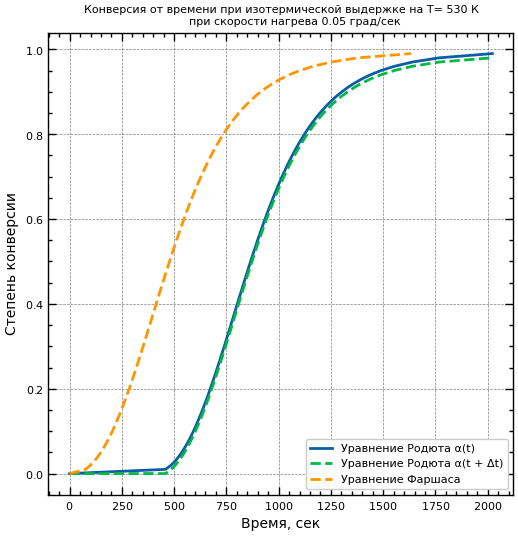 Конверсия от времени при изотермической выдержке на T= 530 К
при скорости нагрева 0.05 град/сек
Степень конверсии
1.0
0.8
0.6
0.4
0.2
0.0
0 250 500 750 1000 1250 1500 1750 2000
Время, сек
Уравнение Родюта α(t)
Уравнение Родюта α(t + Δt)
Уравнение Фаршаса